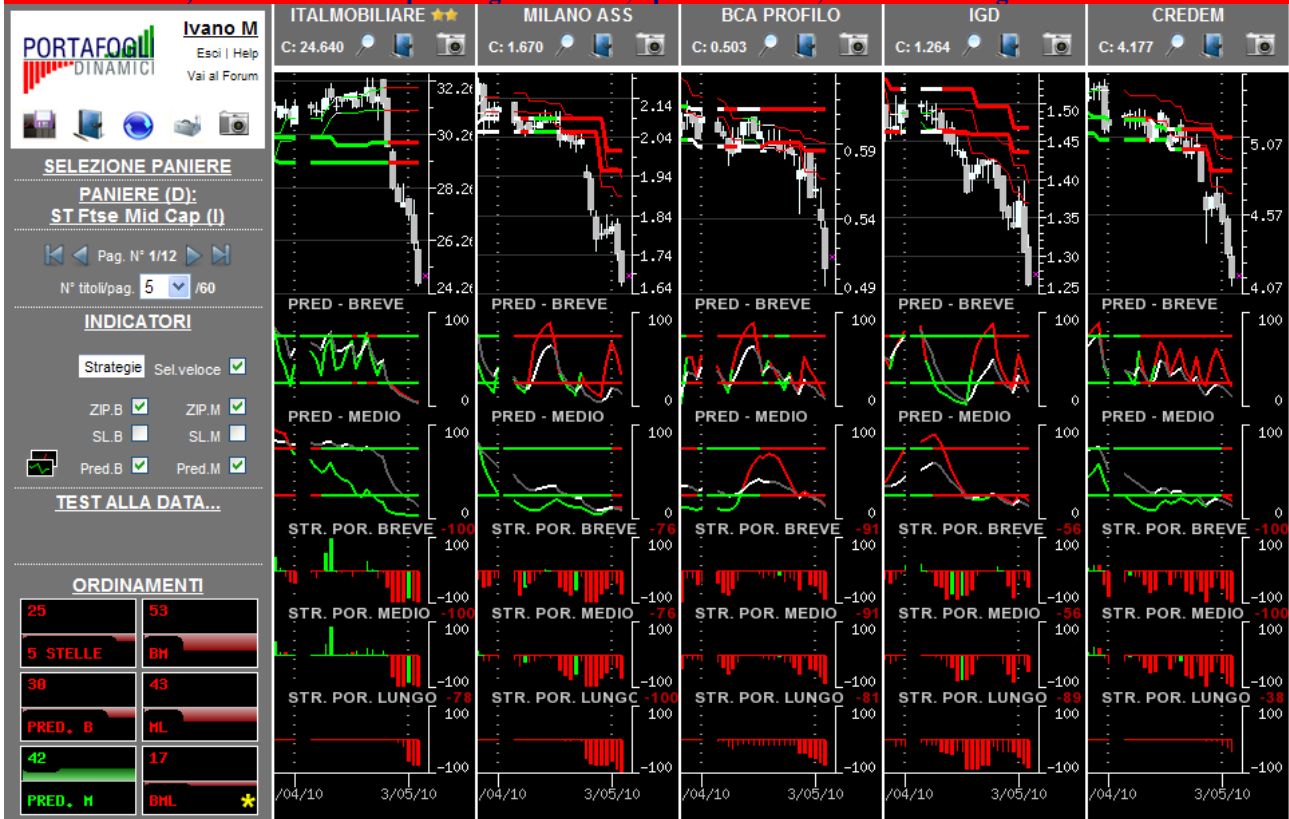 Ivano M
Esci | Help
Vai al Forum
PORTAFOGLI
DINAMICI
SELEZIONE PANIERE
PANIERE (D):
ST Ftse Mid Cap (I)
Pag. N° 1/12
N° titoli/pag. 5 /60
INDICATORI
Strategie Sel.veloce
ZIP.B ZIP.M
SL.B SL.M
Pred.B Pred.M
TEST ALLA DATA...
ORDINAMENTI
25 53
5 STELLE BM
38 43
PRED. B ML
42 17
PRED. M BML
ITALMOBILIARE
C: 24.640
32.26
30.26
28.26
26.26
24.26
PRED - BREVE
100
0
PRED - MEDIO
100
0
STR. POR. BREVE -100
100
-100
STR. POR. MEDIO -100
100
-100
STR. POR. LUNGO -78
100
-100
/04/10 3/05/10
MILANO ASS
C: 1.670
2.14
2.04
1.94
1.84
1.74
1.64
PRED - BREVE
100
0
PRED - MEDIO
100
0
STR. POR. BREVE -76
100
-100
STR. POR. MEDIO -76
100
-100
STR. POR. LUNGO -100
100
-100
/04/10 3/05/10
BCA PROFILO
C: 0.503
0.59
0.54
0.49
PRED - BREVE
100
0
PRED - MEDIO
100
0
STR. POR. BREVE -91
100
-100
STR. POR. MEDIO -91
100
-100
STR. POR. LUNGO -81
100
-100
/04/10 3/05/10
IGD
C: 1.264
1.50
1.45
1.40
1.35
1.30
1.25
PRED - BREVE
100
0
PRED - MEDIO
100
0
STR. POR. BREVE -56
100
-100
STR. POR. MEDIO -56
100
-100
STR. POR. LUNGO -89
100
-100
/04/10 3/05/10
CREDEM
C: 4.177
5.07
4.57
4.07
PRED - BREVE
100
0
PRED - MEDIO
100
0
STR. POR. BREVE -100
100
-100
STR. POR. MEDIO -100
100
-100
STR. POR. LUNGO -38
100
-100
/04/10 3/05/10